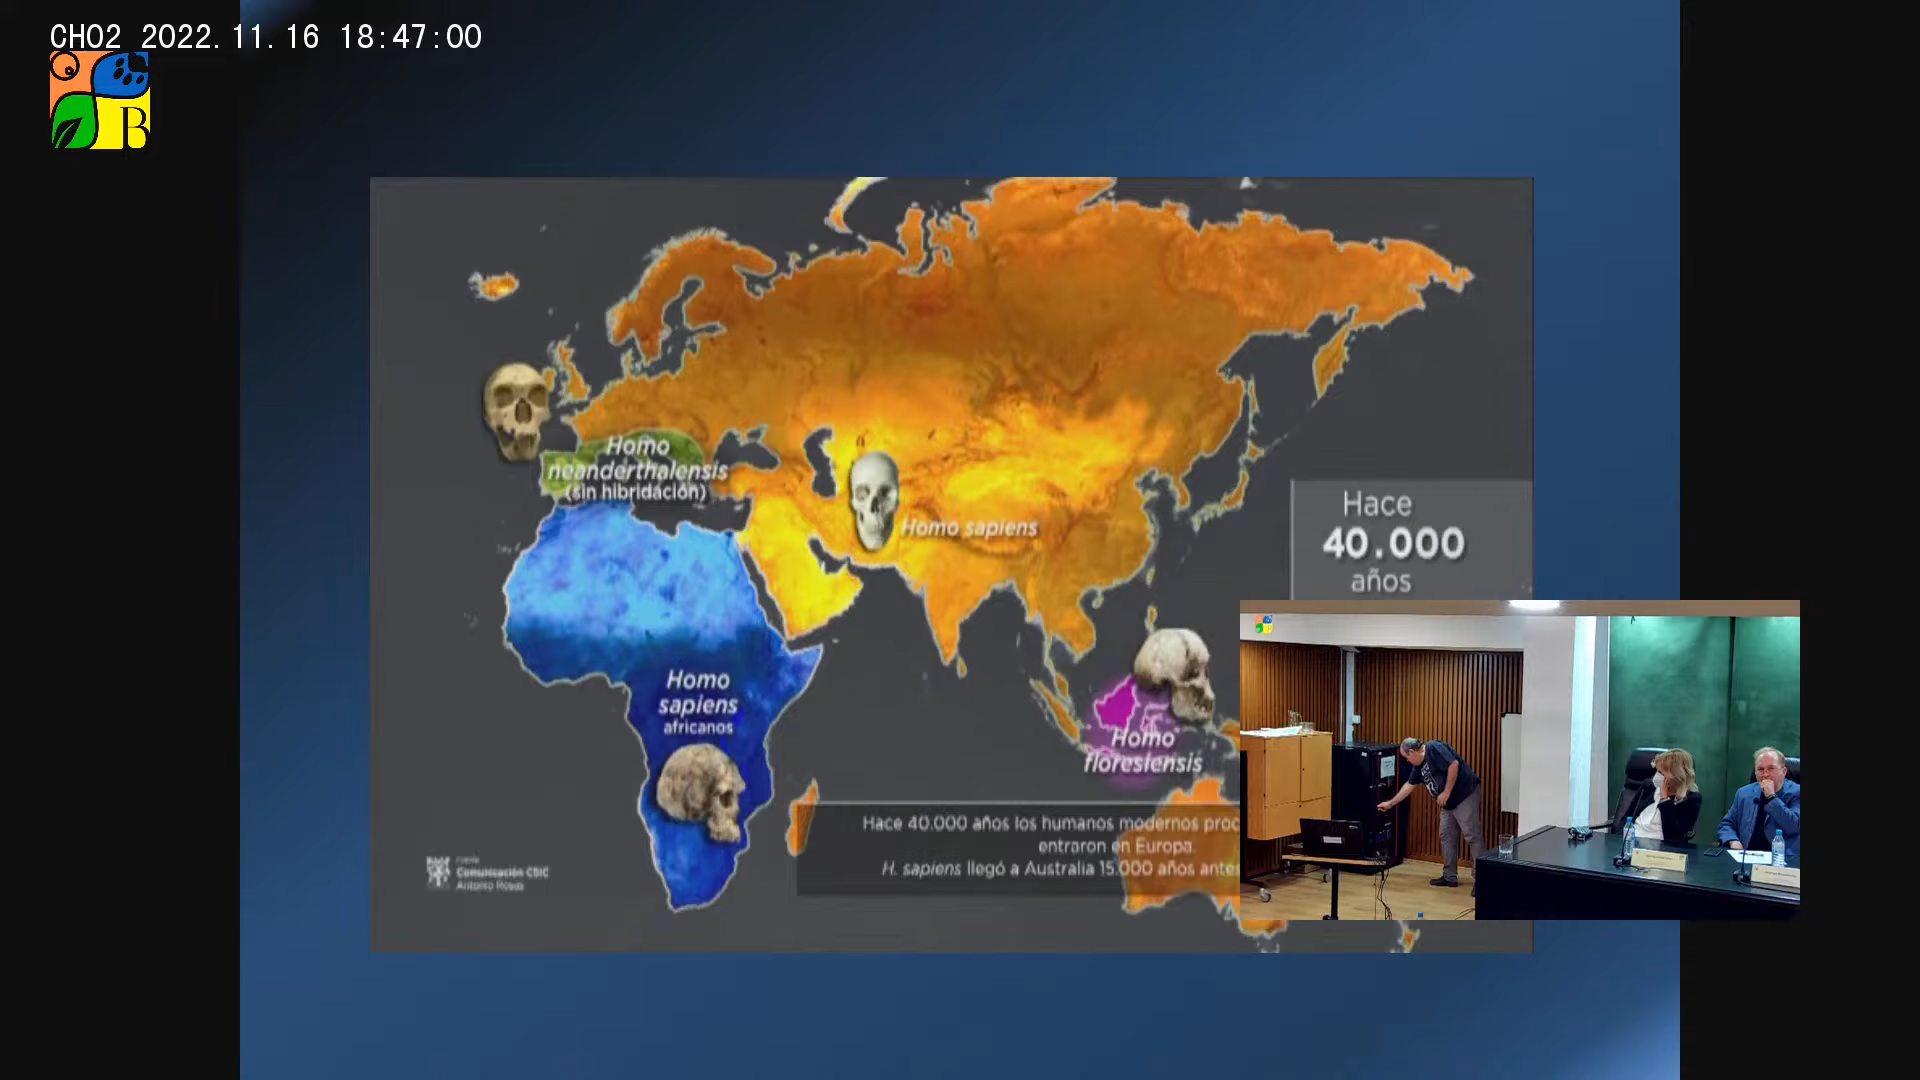 CH02 2022.11.16 18:47:00
B
Homo
neanderthalensis
(sin hibridación)
Homo sapiens
Hace
40.000
años
Homo
sapiens
africanos
Homo
floresiensis
Hace 40.000 años los humanos modernos proc
entraron en Europa.
H. sapiens llegó a Australia 15.000 años antes
Comunicación CSIC
Antonio Rosas